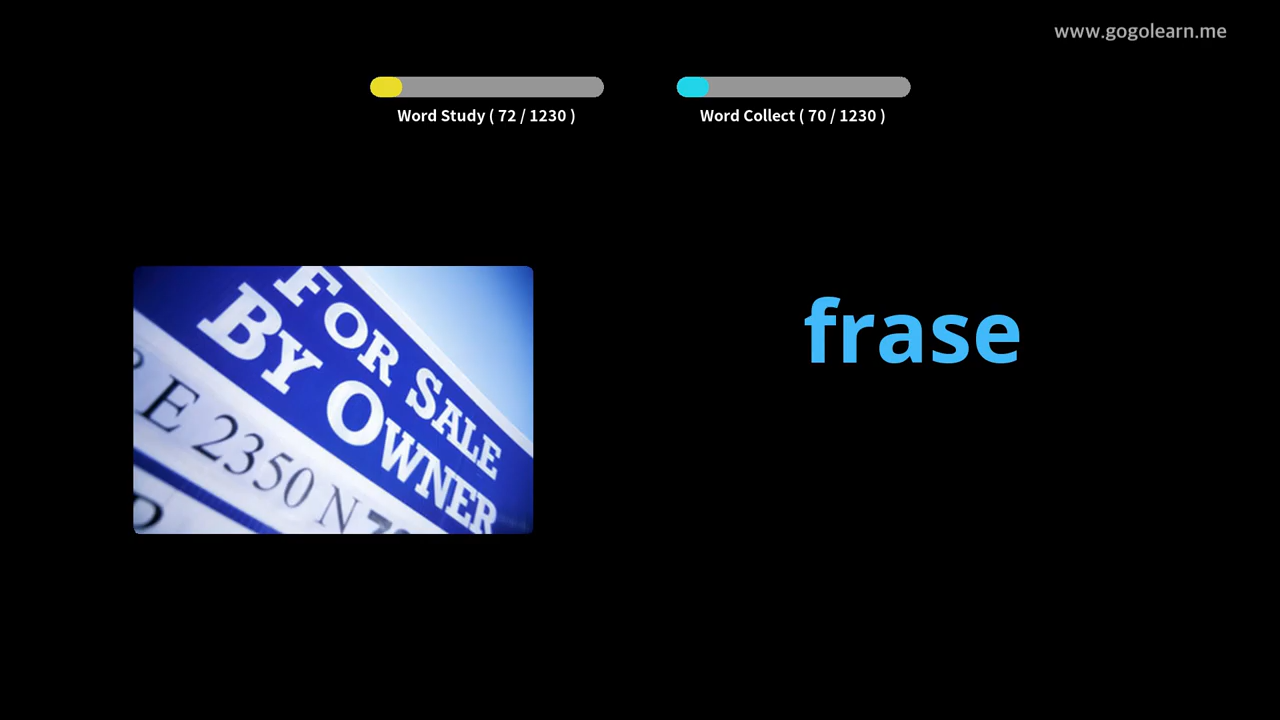 www.gogolearn.me
Word Study ( 72 / 1230 )
Word Collect ( 70 / 1230 )
FOR SALE
BY OWNER
E 2350 N
frase